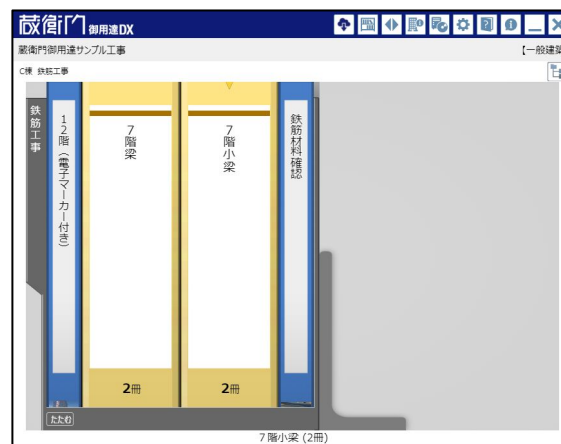 蔵衛門御用達DX
蔵衛門御用達サンプル工事
【一般建築
C棟 鉄筋工事
鉄筋工事
12階(電子マーカー付き)
7階梁
7階小梁
鉄筋材料確認
2冊
2冊
たたむ
7階小梁 (2冊)